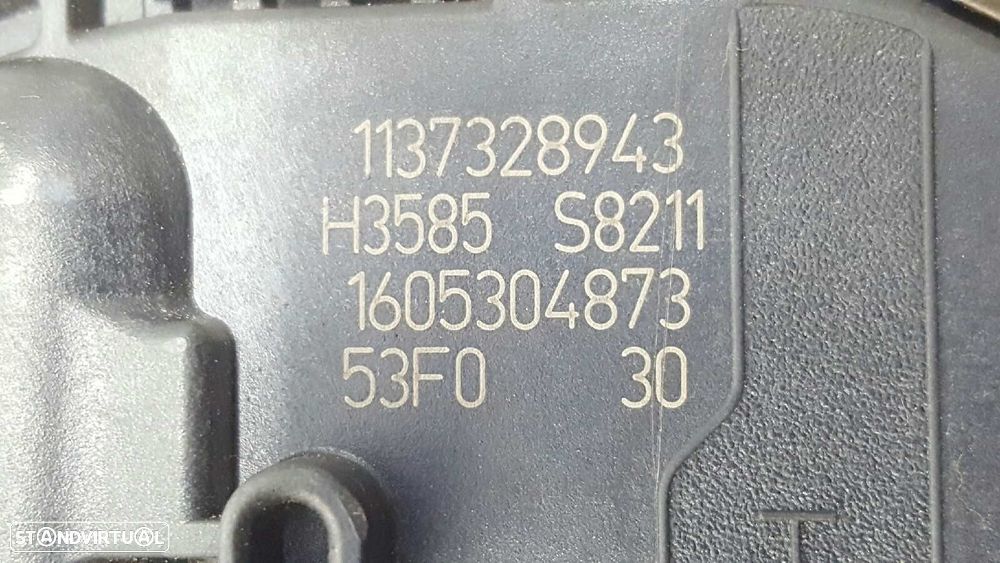 1137328943
H3585 S8211
1605304873
53F0 30
T
STANDVIRTUAL